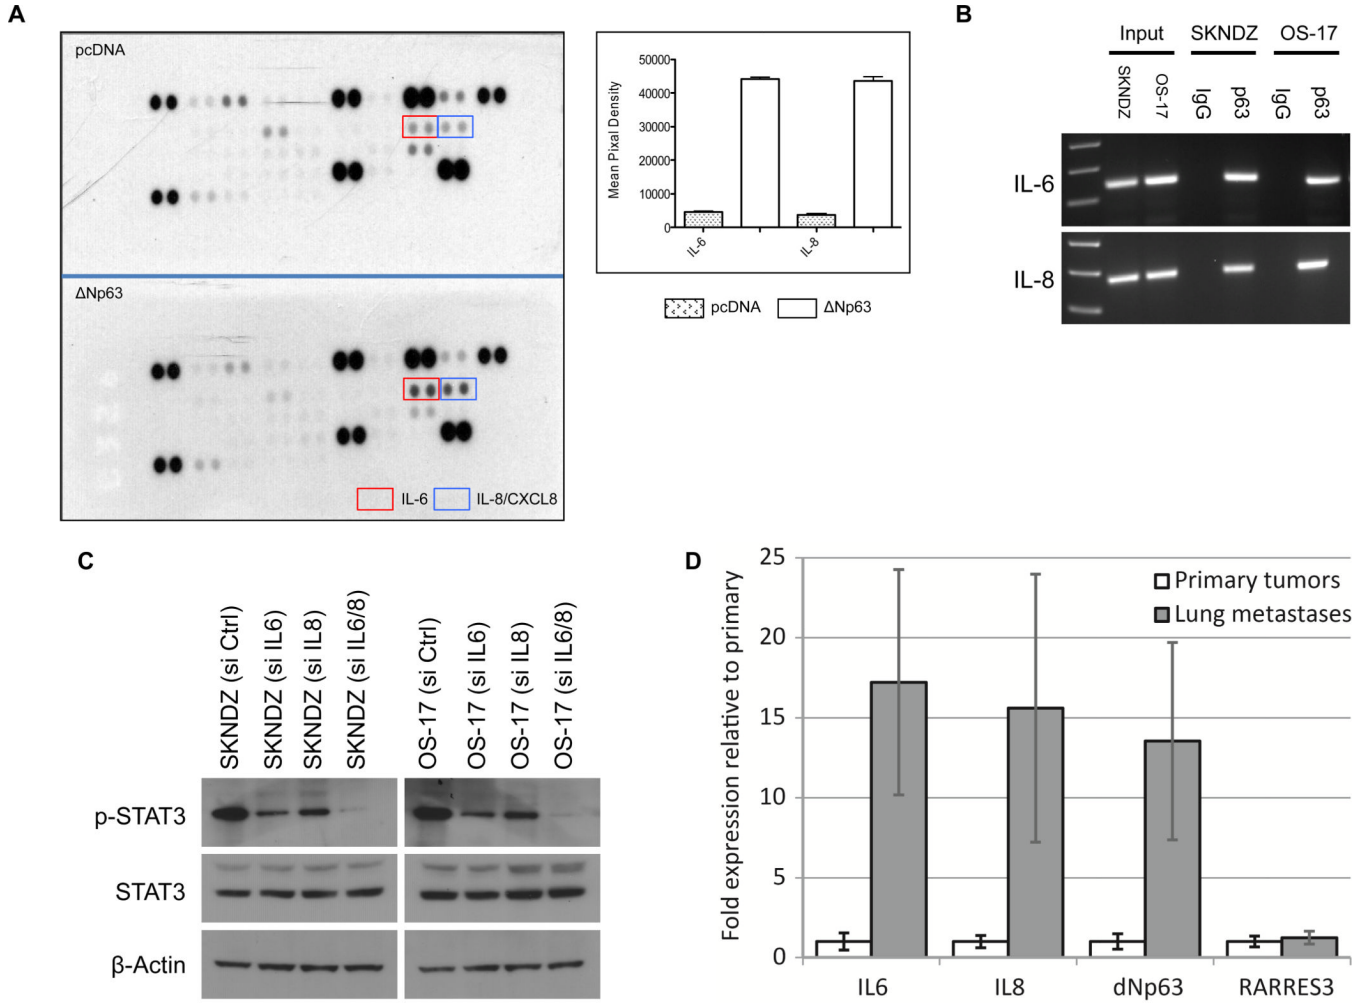 A
pcDNA
ΔNp63
IL-6
IL-8/CXCL8
Mean Pixal Density
50000
40000
30000
20000
10000
0
IL-6
IL-8
pcDNA
ΔNp63
B
Input
SKNDZ
OS-17
SKNDZ
OS-17
IgG
p63
IgG
p63
IL-6
IL-8
C
SKNDZ (si Ctrl)
SKNDZ (si IL6)
SKNDZ (si IL8)
SKNDZ (si IL6/8)
OS-17 (si Ctrl)
OS-17 (si IL6)
OS-17 (si IL8)
OS-17 (si IL6/8)
p-STAT3
STAT3
β-Actin
D
Fold expression relative to primary
25
20
15
10
5
0
Primary tumors
Lung metastases
IL6
IL8
dNp63
RARRES3